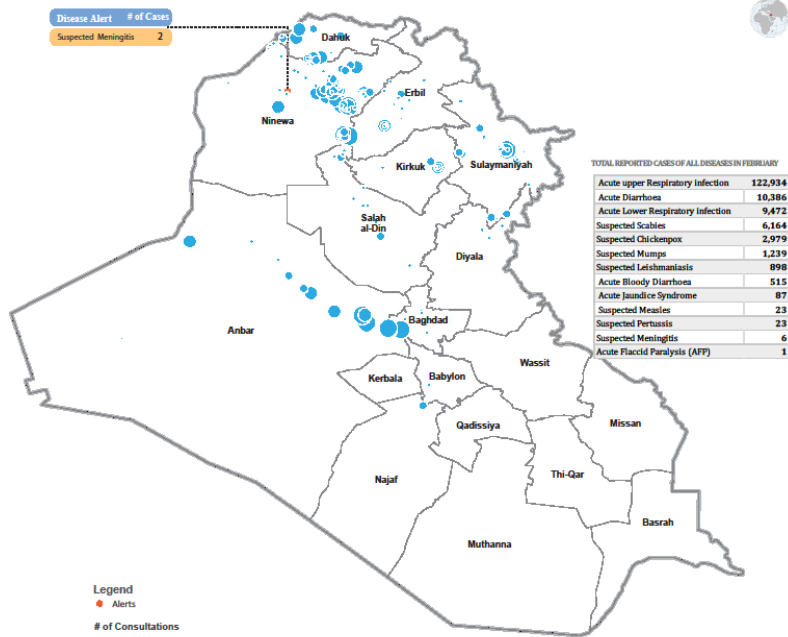 Disease Alert # of Cases
Suspected Meningitis 2
Dahuk
Erbil
Ninewa
Kirkuk
Sulaymaniyah
Salah
al-Din
Diyala
TOTAL REPORTED CASES OF ALL DISEASES IN FEBRUARY
Acute upper Respiratory infection 122,934
Acute Diarrhoea 10,386
Acute Lower Respiratory infection 9,472
Suspected Scabies 6,164
Suspected Chickenpox 2,979
Suspected Mumps 1,239
Suspected Leishmaniasis 898
Acute Bloody Diarrhoea 515
Acute Jaundice Syndrome 87
Suspected Measles 23
Suspected Pertussis 23
Suspected Meningitis 6
Acute Flaccid Paralysis (AFP) 1
Anbar
Baghdad
Wassit
Kerbala
Babylon
Qadissiya
Missan
Najaf
Thi-Qar
Basrah
Muthanna
Legend
Alerts
# of Consultations